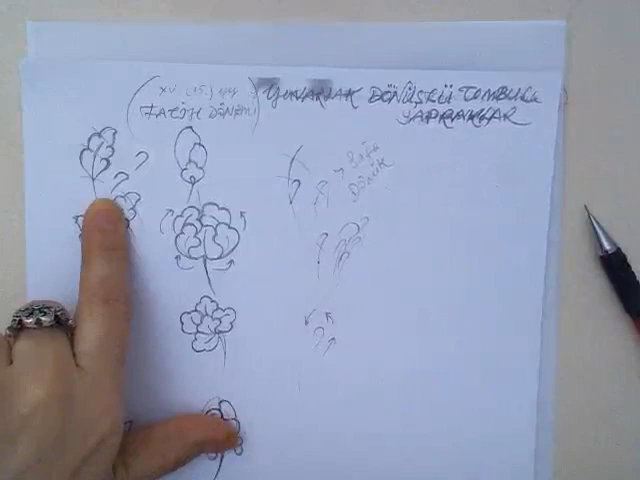 XV. (15.) yy
FATİH DÖNEMİ
YUVARLAK DÖNÜŞLÜ TOMBUL
YAPRAKLAR
→ Sağa
Dönük